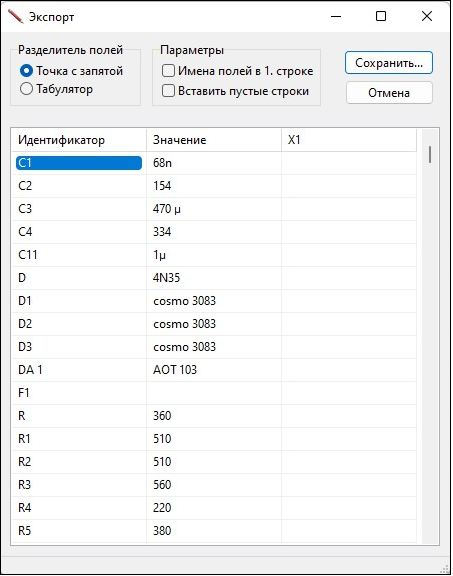 Экспорт
Разделитель полей
Точка с запятой
Табулятор
Параметры
Имена полей в 1. строке
Вставить пустые строки
Сохранить...
Отмена
Идентификатор Значение X1
C1 68n
C2 154
C3 470 µ
C4 334
C11 1µ
D 4N35
D1 cosmo 3083
D2 cosmo 3083
D3 cosmo 3083
DA 1 AOT 103
F1
R 360
R1 510
R2 510
R3 560
R4 220
R5 380